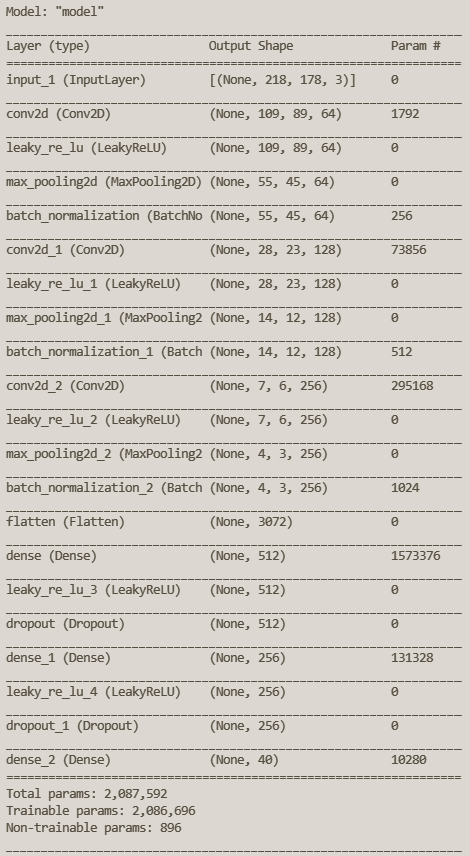 Model: "model"
Layer (type) Output Shape Param #
input_1 (InputLayer) [(None, 218, 178, 3)] 0
conv2d (Conv2D) (None, 109, 89, 64) 1792
leaky_re_lu (LeakyReLU) (None, 109, 89, 64) 0
max_pooling2d (MaxPooling2D) (None, 55, 45, 64) 0
batch_normalization (BatchNo (None, 55, 45, 64) 256
conv2d_1 (Conv2D) (None, 28, 23, 128) 73856
leaky_re_lu_1 (LeakyReLU) (None, 28, 23, 128) 0
max_pooling2d_1 (MaxPooling2 (None, 14, 12, 128) 0
batch_normalization_1 (Batch (None, 14, 12, 128) 512
conv2d_2 (Conv2D) (None, 7, 6, 256) 295168
leaky_re_lu_2 (LeakyReLU) (None, 7, 6, 256) 0
max_pooling2d_2 (MaxPooling2 (None, 4, 3, 256) 0
batch_normalization_2 (Batch (None, 4, 3, 256) 1024
flatten (Flatten) (None, 3072) 0
dense (Dense) (None, 512) 1573376
leaky_re_lu_3 (LeakyReLU) (None, 512) 0
dropout (Dropout) (None, 512) 0
dense_1 (Dense) (None, 256) 131328
leaky_re_lu_4 (LeakyReLU) (None, 256) 0
dropout_1 (Dropout) (None, 256) 0
dense_2 (Dense) (None, 40) 10280
Total params: 2,087,592
Trainable params: 2,086,696
Non-trainable params: 896